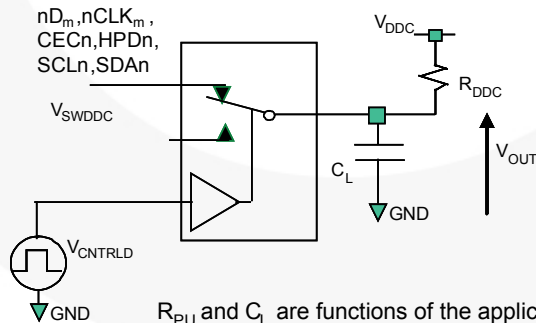 nDm,nCLKm,
CECn,HPDn,
SCLn,SDAn
VSWDDC
VDDC
RDDC
CL
VOUT
GND
VCNTRLD
GND
RPU and CL are functions of the applic